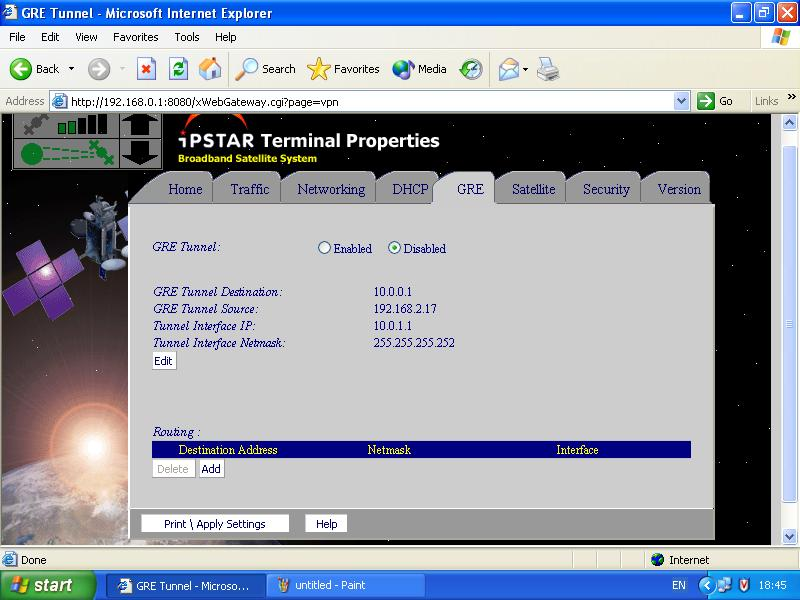 GRE Tunnel - Microsoft Internet Explorer
File Edit View Favorites Tools Help
Back Search Favorites Media
Address http://192.168.0.1:8080/xWebGateway.cgi?page=vpn Go Links »
iPSTAR Terminal Properties
Broadband Satellite System
Home Traffic Networking DHCP GRE Satellite Security Version
GRE Tunnel: Enabled Disabled
GRE Tunnel Destination: 10.0.0.1
GRE Tunnel Source: 192.168.2.17
Tunnel Interface IP: 10.0.1.1
Tunnel Interface Netmask: 255.255.255.252
Edit
Routing :
Destination Address Netmask Interface
Delete Add
Print \ Apply Settings Help
Done Internet
start GRE Tunnel - Microso... untitled - Paint EN 18:45